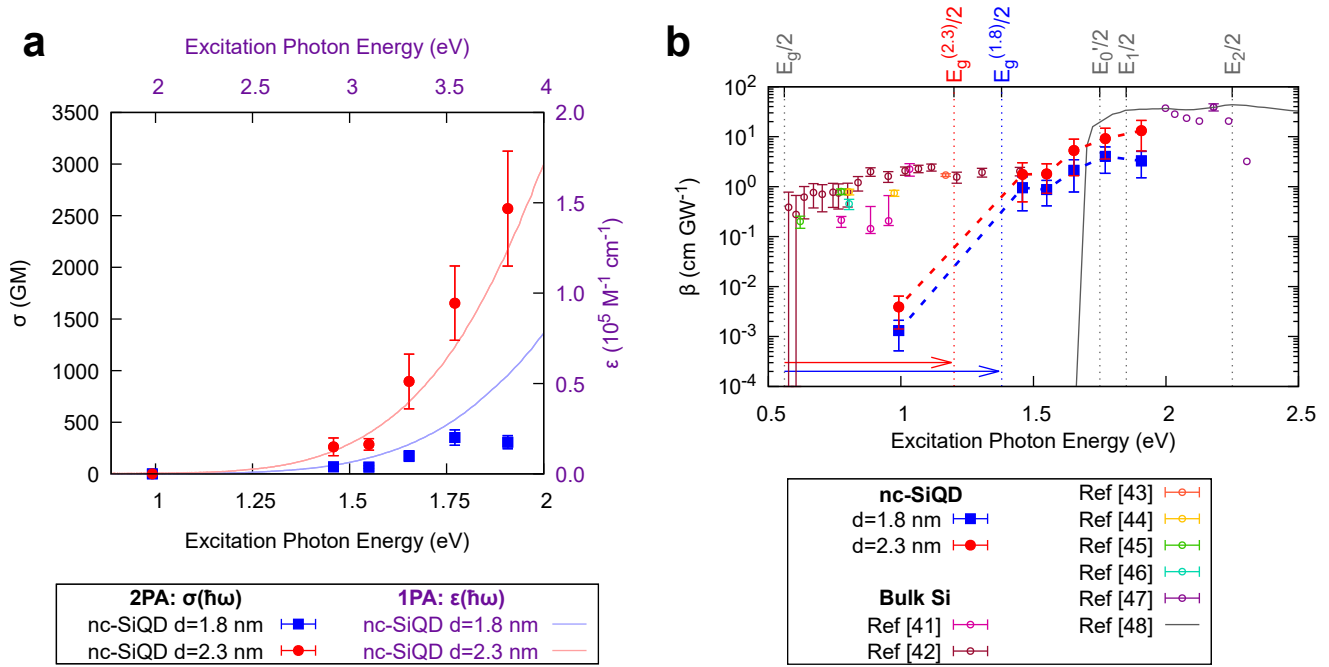 a
Excitation Photon Energy (eV)
2 2.5 3 3.5 4
3500
3000
2500
2000
1500
1000
500
0
σ (GM)
2.0
1.5
1.0
0.5
0.0
ε (10⁵ M⁻¹ cm⁻¹)
1 1.25 1.5 1.75 2
Excitation Photon Energy (eV)
2PA: σ(ħω)
nc-SiQD d=1.8 nm
nc-SiQD d=2.3 nm
1PA: ε(ħω)
nc-SiQD d=1.8 nm
nc-SiQD d=2.3 nm
b
E_g/2
E_g^(2.3)/2
E_g^(1.8)/2
E_0'/2
E_1/2
E_2/2
10²
10¹
10⁰
10⁻¹
10⁻²
10⁻³
10⁻⁴
β (cm GW⁻¹)
0.5 1 1.5 2 2.5
Excitation Photon Energy (eV)
nc-SiQD
d=1.8 nm
d=2.3 nm
Bulk Si
Ref [41]
Ref [42]
Ref [43]
Ref [44]
Ref [45]
Ref [46]
Ref [47]
Ref [48]